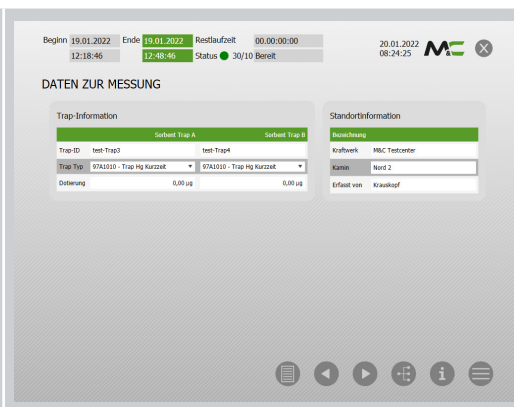 Beginn 19.01.2022 Ende 19.01.2022 Restlaufzeit 00.00:00:00 20.01.2022 M&C
12:18:46 12:48:46 Status 30/10 Bereit 08:24:25
DATEN ZUR MESSUNG
Trap-Information
Sorbent Trap A Sorbent Trap B
Trap-ID test-Trap3 test-Trap4
Trap Typ 97A1010 - Trap Hg Kurzzeit 97A1010 - Trap Hg Kurzzeit
Dotierung 0,00 µg 0,00 µg
Standortinformation
Bezeichnung
Kraftwerk M&C Testcenter
Kamin Nord 2
Erfasst von Krauskopf